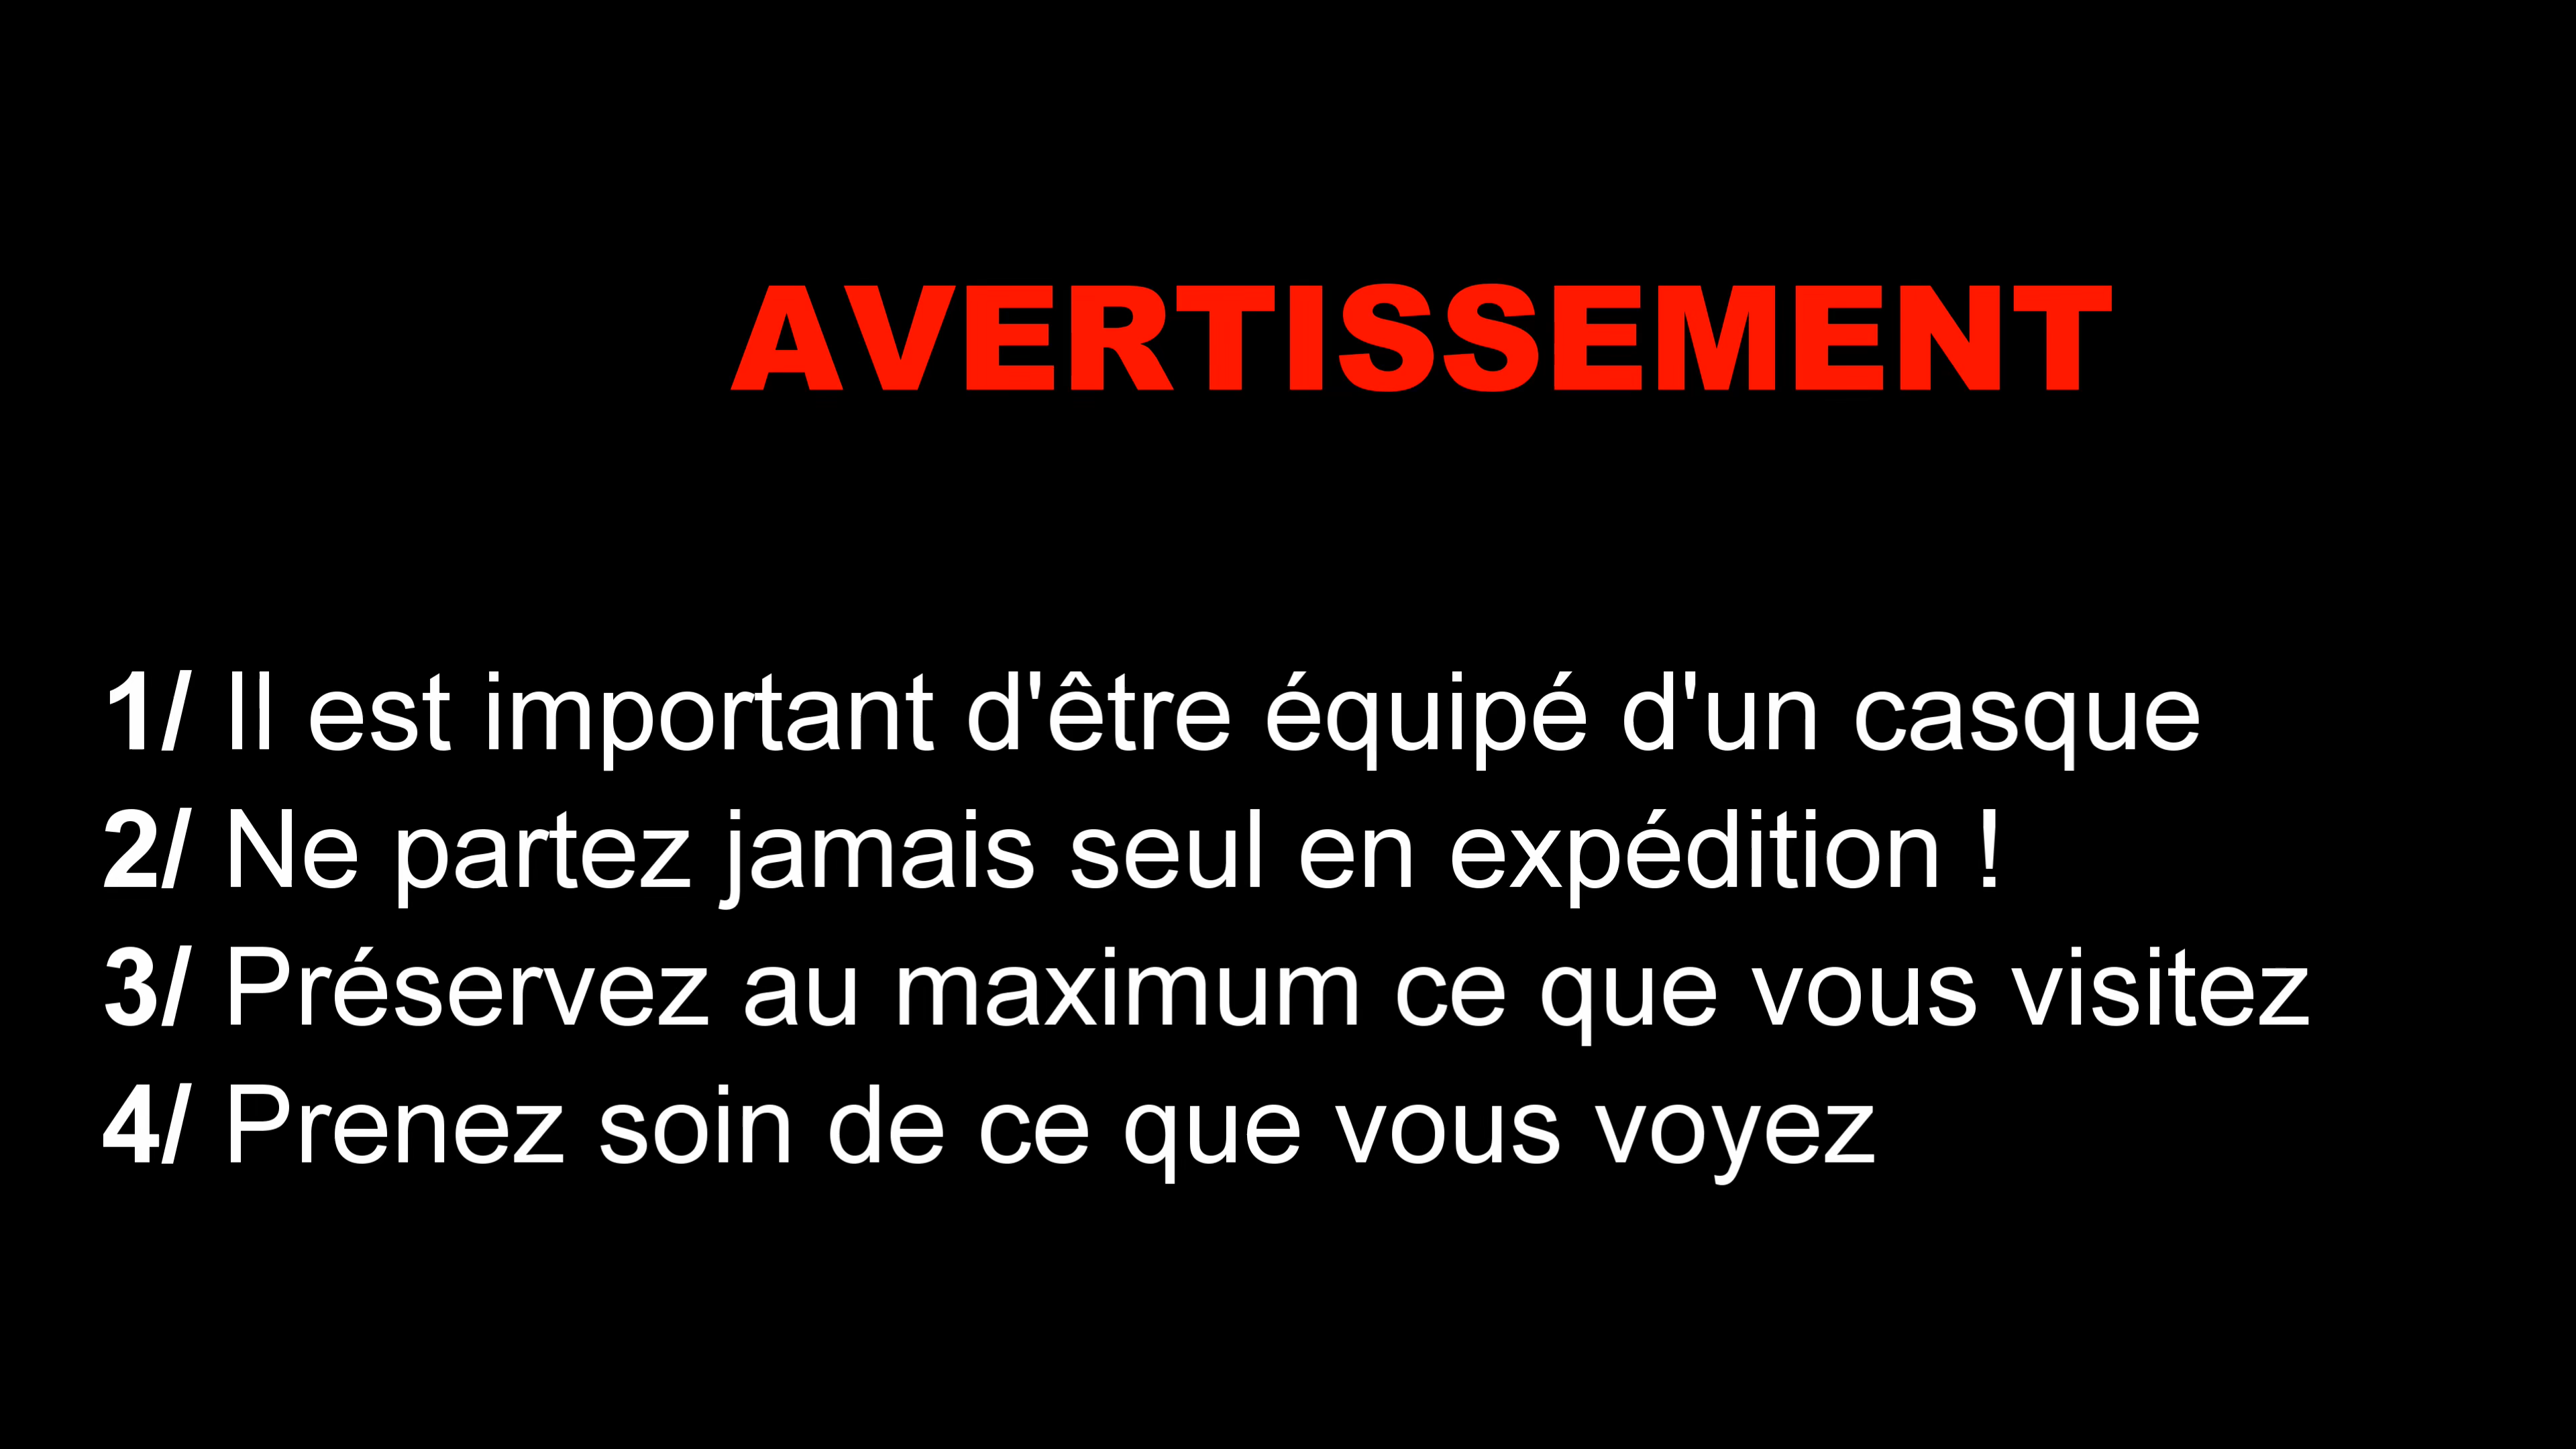 AVERTISSEMENT
1/ Il est important d'être équipé d'un casque
2/ Ne partez jamais seul en expédition !
3/ Préservez au maximum ce que vous visitez
4/ Prenez soin de ce que vous voyez